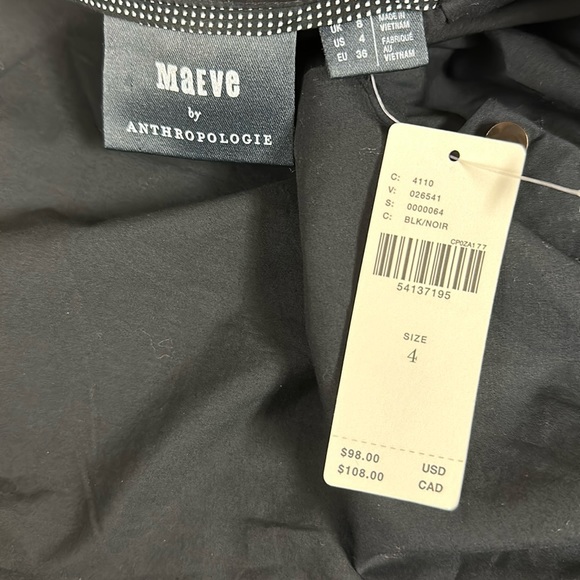 MaEVE
by
ANTHROPOLOGIE
UK 8
US 4
EU 36
MADE IN
VIETNAM
FABRIQUÉ
AU
VIETNAM
C: 4110
V: 026541
S: 0000064
C: BLK/NOIR
CP0ZA177
54137195
SIZE
4
$98.00 USD
$108.00 CAD